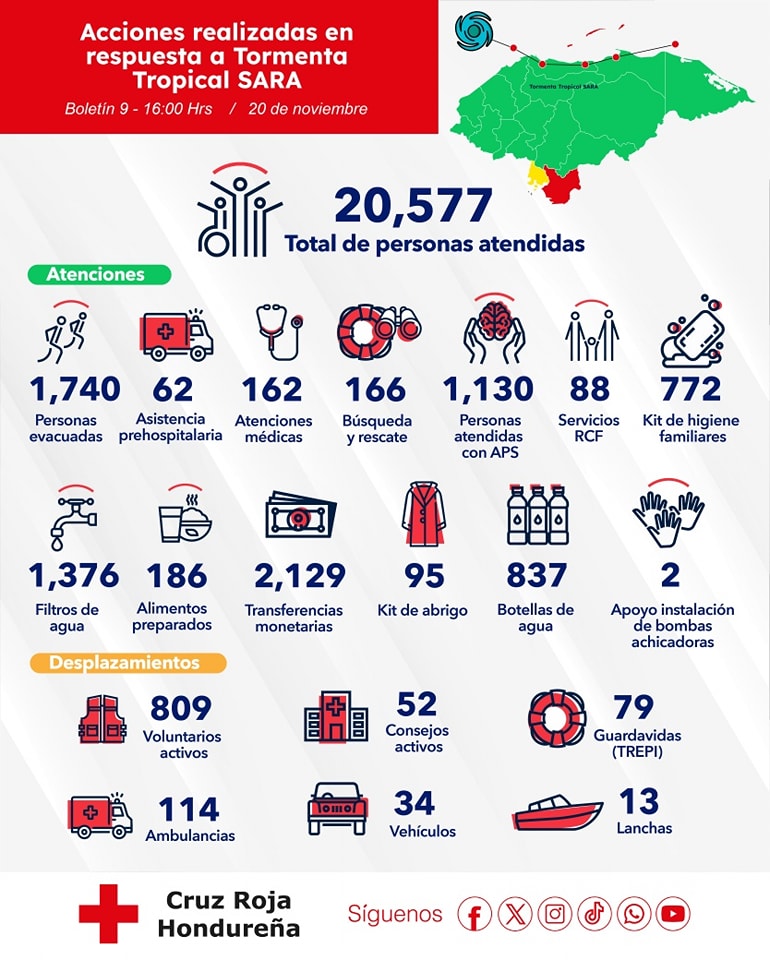 Acciones realizadas en
respuesta a Tormenta
Tropical SARA
Boletín 9 - 16:00 Hrs / 20 de noviembre
Tormenta Tropical SARA
20,577
Total de personas atendidas
Atenciones
1,740
Personas
evacuadas
62
Asistencia
prehospitalaria
162
Atenciones
médicas
166
Búsqueda
y rescate
1,130
Personas
atendidas
con APS
88
Servicios
RCF
772
Kit de higiene
familiares
1,376
Filtros de
agua
186
Alimentos
preparados
2,129
Transferencias
monetarias
95
Kit de abrigo
837
Botellas de
agua
2
Apoyo instalación
de bombas
achicadoras
Desplazamientos
809
Voluntarios
activos
52
Consejos
activos
79
Guardavidas
(TREPI)
114
Ambulancias
34
Vehículos
13
Lanchas
Cruz Roja
Hondureña
Síguenos